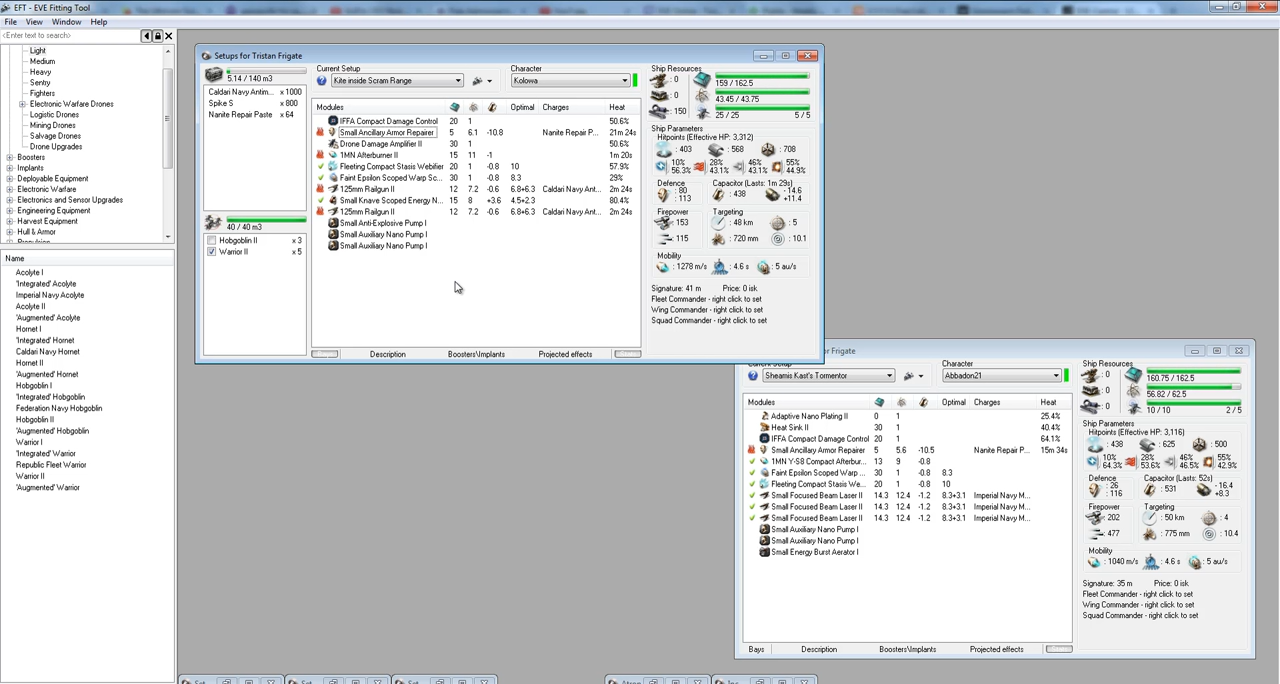 EFT - EVE Fitting Tool
File View Window Help
<Enter text to search>
Light
Medium
Heavy
Sentry
Fighters
Electronic Warfare Drones
Logistic Drones
Mining Drones
Salvage Drones
Drone Upgrades
Boosters
Implants
Deployable Equipment
Electronic Warfare
Electronics and Sensor Upgrades
Engineering Equipment
Harvest Equipment
Hull & Armor
Propulsion
Name
Acolyte I
'Integrated' Acolyte
Imperial Navy Acolyte
Acolyte II
'Augmented' Acolyte
Hornet I
'Integrated' Hornet
Caldari Navy Hornet
Hornet II
'Augmented' Hornet
Hobgoblin I
'Integrated' Hobgoblin
Federation Navy Hobgoblin
Hobgoblin II
'Augmented' Hobgoblin
Warrior I
'Integrated' Warrior
Republic Fleet Warrior
Warrior II
'Augmented' Warrior
Setups for Tristan Frigate
5.14 / 140 m3
Caldari Navy Antim... x 1000
Spike S x 800
Nanite Repair Paste x 64
40 / 40 m3
Hobgoblin II x 3
Warrior II x 5
Current Setup
Kite inside Scram Range
Character
Kolowa
Modules Optimal Charges Heat
IFFA Compact Damage Control 20 1 50.6%
Small Ancillary Armor Repairer 5 6.1 -10.8 Nanite Repair P... 21m 24s
Drone Damage Amplifier II 30 1 50.6%
1MN Afterburner II 15 11 -1 1m 20s
Fleeting Compact Stasis Webifier 20 1 -0.8 10 57.9%
Faint Epsilon Scoped Warp Sc... 30 1 -0.8 8.3 29%
125mm Railgun II 12 7.2 -0.6 6.8+6.3 Caldari Navy Ant... 2m 24s
Small Knave Scoped Energy N... 15 8 +3.6 4.5+2.3 80.4%
125mm Railgun II 12 7.2 -0.6 6.8+6.3 Caldari Navy Ant... 2m 24s
Small Anti-Explosive Pump I
Small Auxiliary Nano Pump I
Small Auxiliary Nano Pump I
Description Boosters\Implants Projected effects
Ship Resources
: 0 159 / 162.5
: 0 43.45 / 43.75
: 150 25 / 25 5 / 5
Ship Parameters
Hitpoints (Effective HP: 3,312)
: 403 : 568 : 708
10% 28% 46% 55%
56.3% 43.1% 43.1% 44.9%
Defence Capacitor (Lasts: 1m 29s)
: 80 : 438 - 14.6
: 113 +11.4
Firepower Targeting
: 153 : 48 km : 5
: 115 : 720 mm : 10.1
Mobility
: 1278 m/s : 4.6 s : 5 au/s
Signature: 41 m Price: 0 isk
Fleet Commander - right click to set
Wing Commander - right click to set
Squad Commander - right click to set
or Frigate
Current Setup
Sheamis Kast's Tormentor
Character
Abbadon21
Modules Optimal Charges Heat
Adaptive Nano Plating II 0 1 25.4%
Heat Sink II 30 1 40.4%
IFFA Compact Damage Control 20 1 64.1%
Small Ancillary Armor Repairer 5 5.6 -10.5 Nanite Repair P... 15m 34s
1MN Y-S8 Compact Afterbur... 13 9 -0.8
Faint Epsilon Scoped Warp ... 30 1 -0.8 8.3
Fleeting Compact Stasis We... 20 1 -0.8 10
Small Focused Beam Laser II 14.3 12.4 -1.2 8.3+3.1 Imperial Navy M...
Small Focused Beam Laser II 14.3 12.4 -1.2 8.3+3.1 Imperial Navy M...
Small Focused Beam Laser II 14.3 12.4 -1.2 8.3+3.1 Imperial Navy M...
Small Auxiliary Nano Pump I
Small Auxiliary Nano Pump I
Small Energy Burst Aerator I
Bays Description Boosters\Implants Projected effects
Ship Resources
: 0 160.75 / 162.5
: 0 56.82 / 62.5
: 0 10 / 10 2 / 5
Ship Parameters
Hitpoints (Effective HP: 3,116)
: 438 : 625 : 500
10% 28% 46% 55%
64.3% 53.6% 46.5% 42.9%
Defence Capacitor (Lasts: 52s)
: 26 : 531 - 16.4
: 116 +8.3
Firepower Targeting
: 202 : 50 km : 4
: 477 : 775 mm : 10.4
Mobility
: 1040 m/s : 4.6 s : 5 au/s
Signature: 35 m Price: 0 isk
Fleet Commander - right click to set
Wing Commander - right click to set
Squad Commander - right click to set